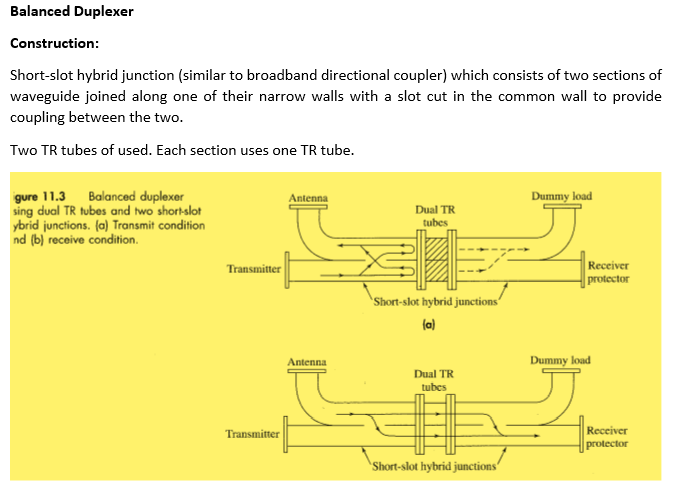 Balanced Duplexer
Construction:
Short-slot hybrid junction (similar to broadband directional coupler) which consists of two sections of
waveguide joined along one of their narrow walls with a slot cut in the common wall to provide
coupling between the two.
Two TR tubes of used. Each section uses one TR tube.
gure 11.3 Balanced duplexer
sing dual TR tubes and two short-slot
ybrid junctions. (a) Transmit condition
nd (b) receive condition.
Antenna
Dual TR
tubes
Dummy load
Transmitter
Receiver
protector
Short-slot hybrid junctions
(a)
Antenna
Dual TR
tubes
Dummy load
Transmitter
Receiver
protector
Short-slot hybrid junctions